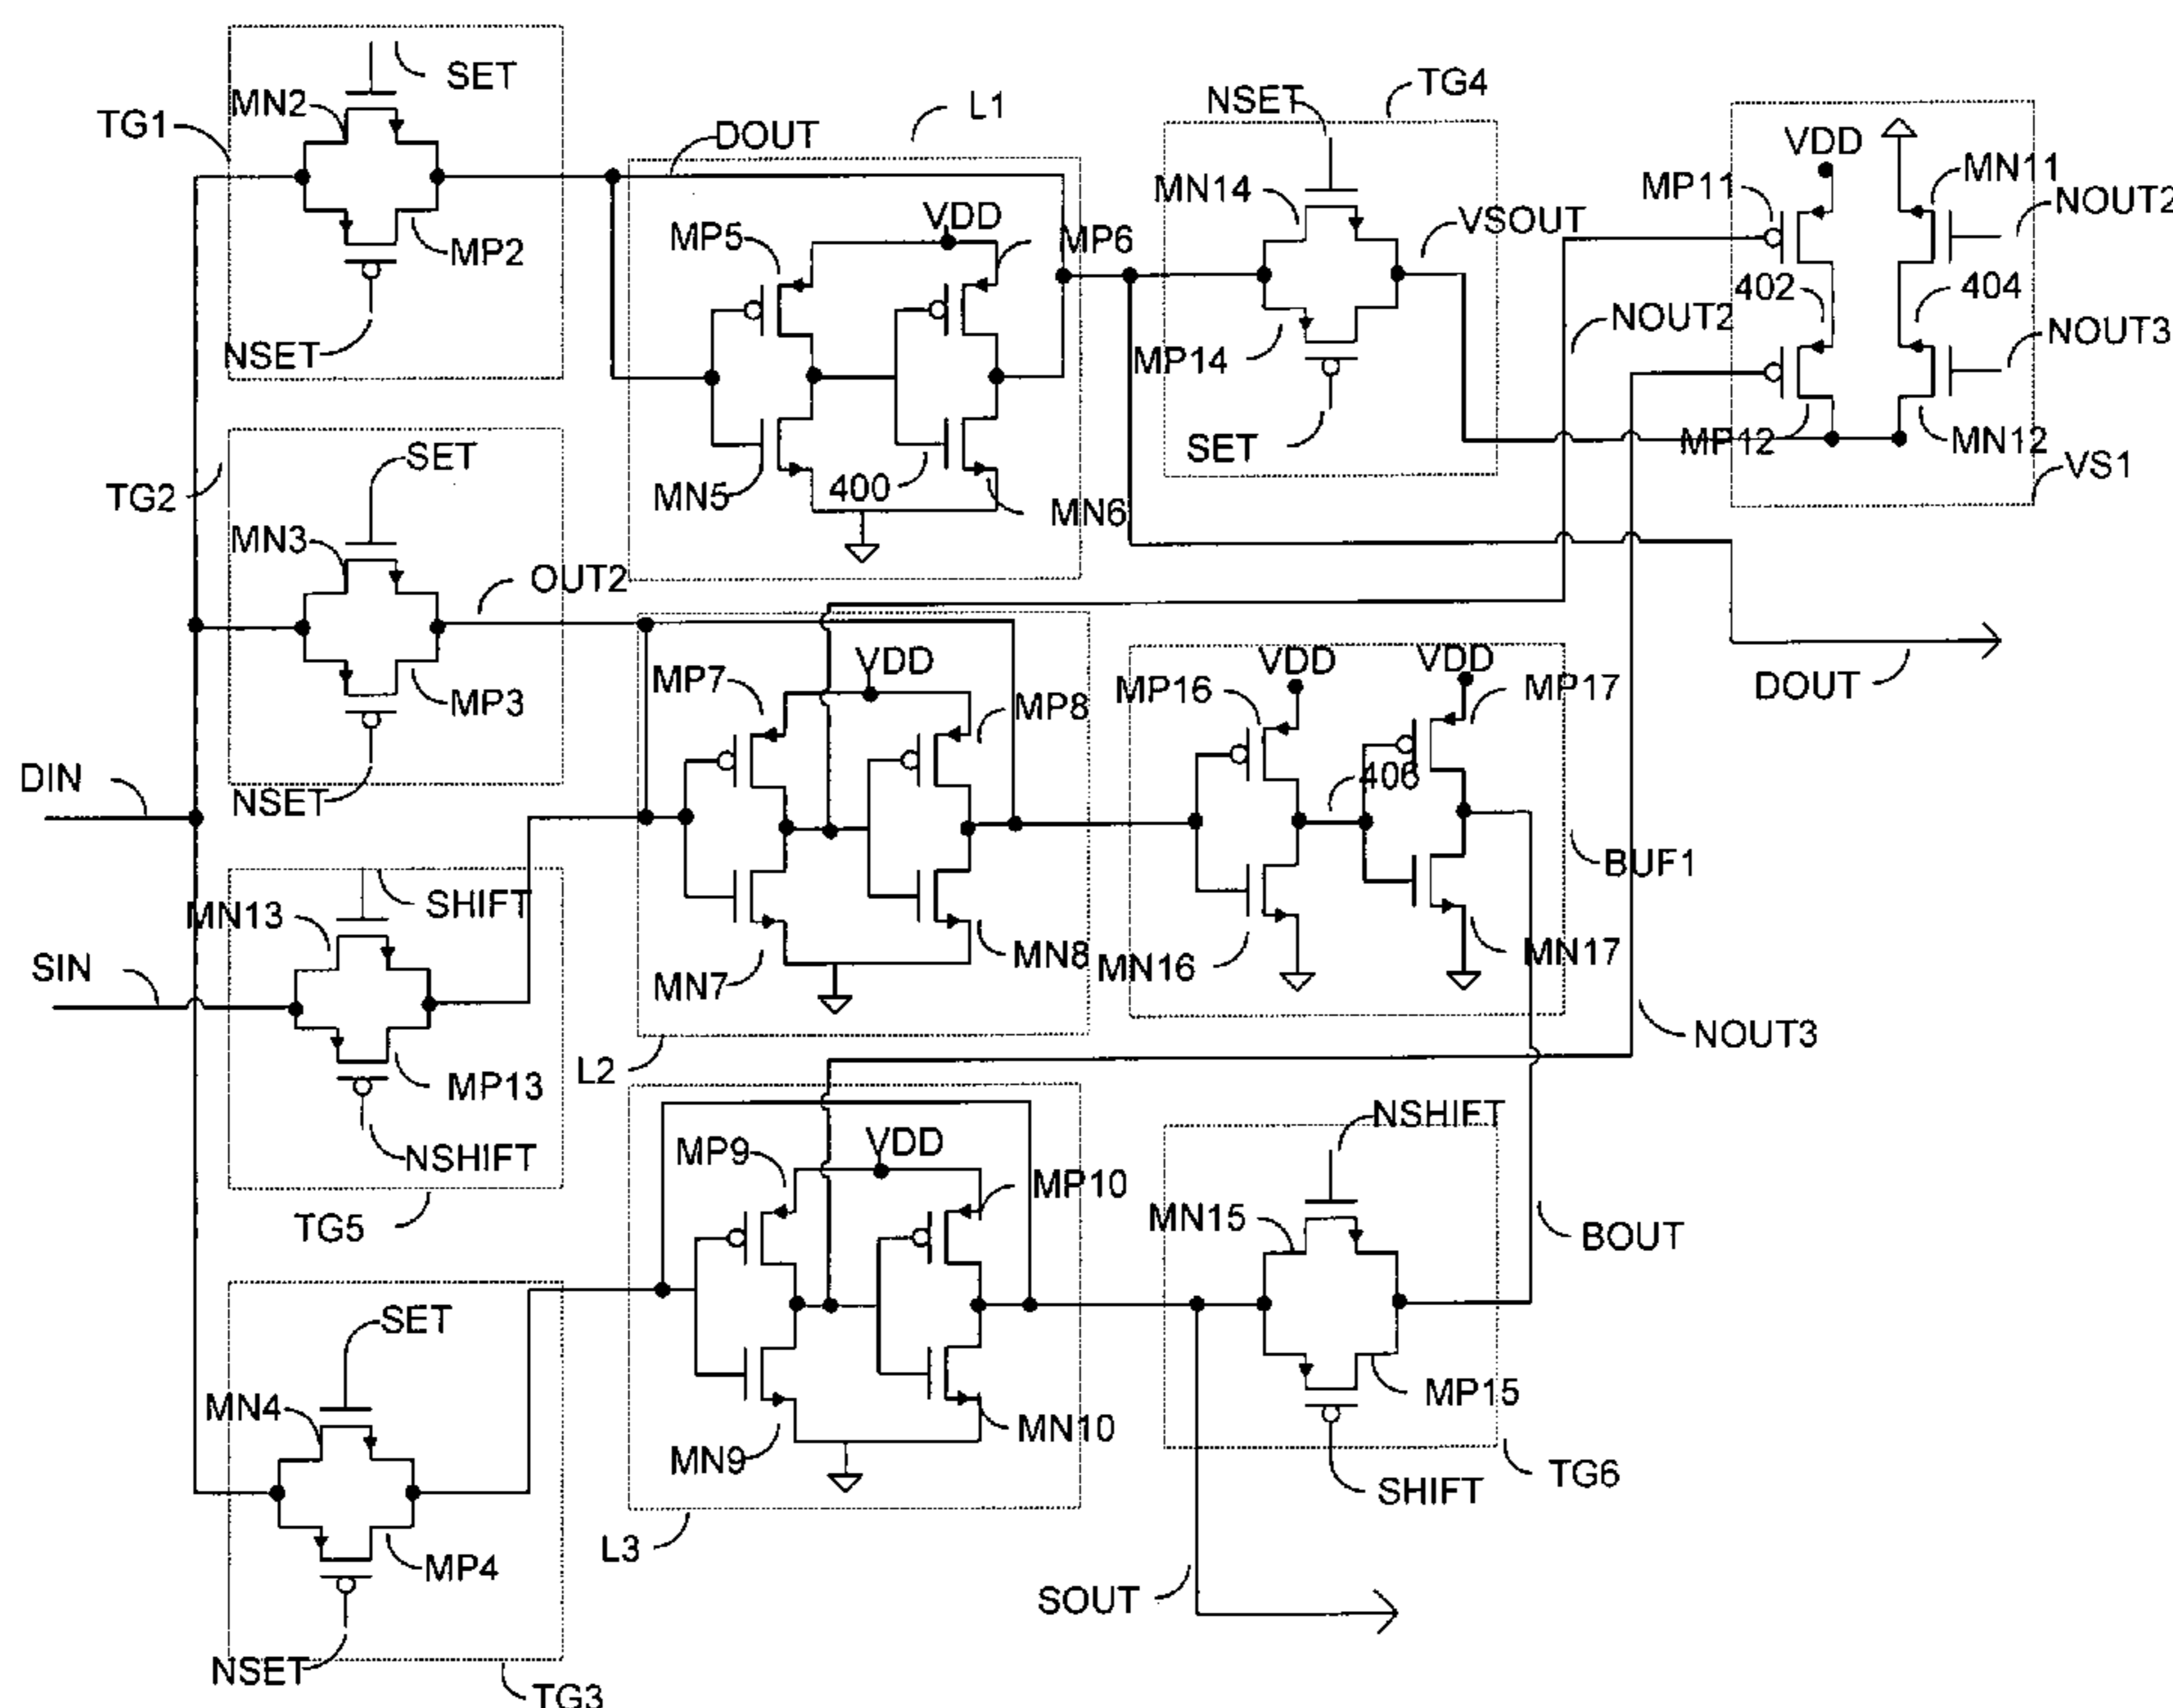 SET
MN2
TG1
MP2
NSET
DOUT
L1
MP5
VDD
MP6
MN5
400
MN6
NSET
TG4
MN14
VSOUT
MP14
SET
VDD
MP11
MN11
NOUT2
402
404
NOUT2
NOUT3
MP12
MN12
VS1
SET
TG2
MN3
OUT2
MP3
NSET
DOUT
DIN
MP7
VDD
MP8
MN7
MN8
L2
VDD
VDD
MP16
MP17
406
BUF1
MN16
MN17
SHIFT
MN13
SIN
MP13
NSHIFT
TG5
NOUT3
MP9
VDD
MP10
MN9
MN10
L3
NSHIFT
MN15
BOUT
MP15
TG6
SHIFT
SET
MN4
MP4
NSET
TG3
SOUT